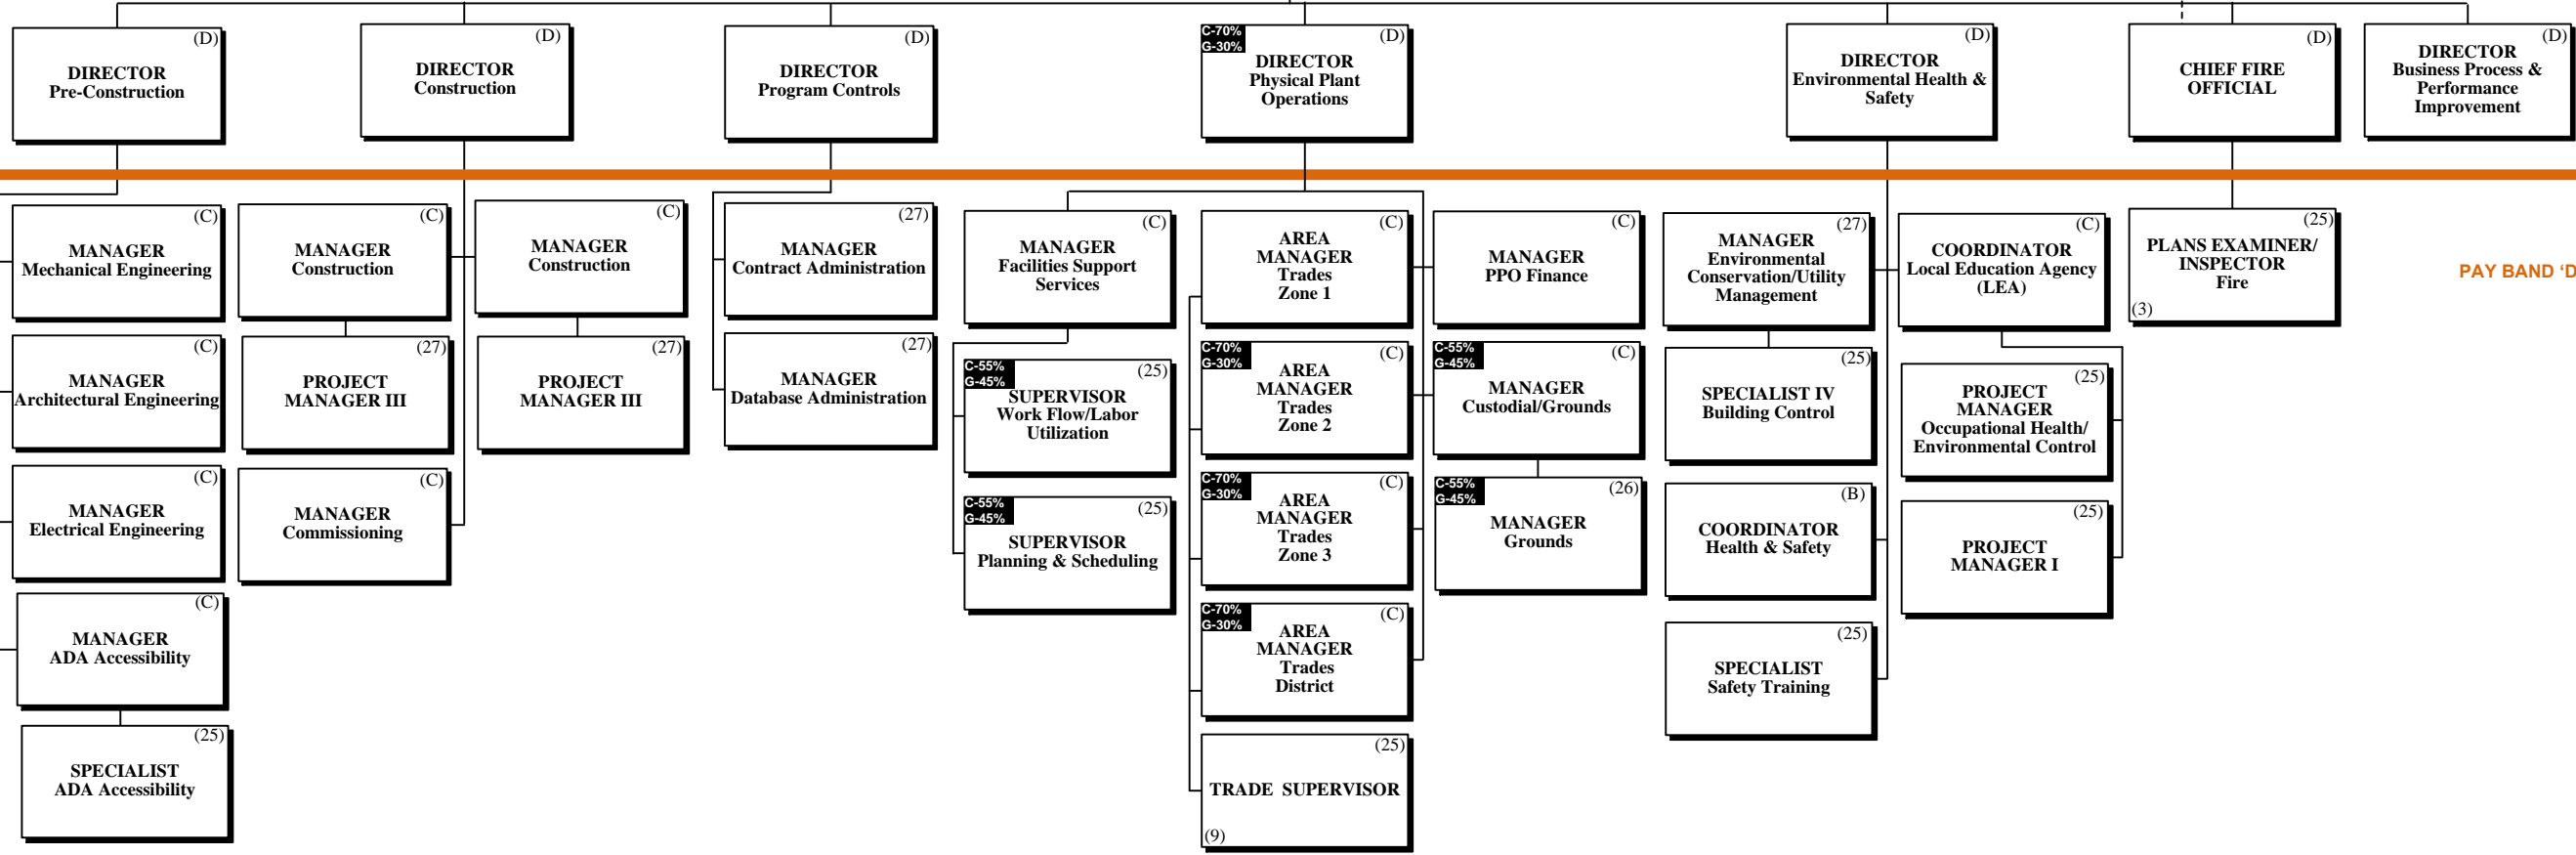 (D)
DIRECTOR
Pre-Construction
(D)
DIRECTOR
Construction
(D)
DIRECTOR
Program Controls
C-70%
G-30%
(D)
DIRECTOR
Physical Plant
Operations
(D)
DIRECTOR
Environmental Health &
Safety
(D)
CHIEF FIRE
OFFICIAL
(D)
DIRECTOR
Business Process &
Performance
Improvement
(C)
MANAGER
Mechanical Engineering
(C)
MANAGER
Architectural Engineering
(C)
MANAGER
Electrical Engineering
(C)
MANAGER
ADA Accessibility
(25)
SPECIALIST
ADA Accessibility
(C)
MANAGER
Construction
(27)
PROJECT
MANAGER III
(C)
MANAGER
Commissioning
(C)
MANAGER
Construction
(27)
PROJECT
MANAGER III
(27)
MANAGER
Contract Administration
(27)
MANAGER
Database Administration
(C)
MANAGER
Facilities Support
Services
C-55%
G-45%
(25)
SUPERVISOR
Work Flow/Labor
Utilization
C-55%
G-45%
(25)
SUPERVISOR
Planning & Scheduling
(C)
AREA
MANAGER
Trades
Zone 1
C-70%
G-30%
(C)
AREA
MANAGER
Trades
Zone 2
C-70%
G-30%
(C)
AREA
MANAGER
Trades
Zone 3
C-70%
G-30%
(C)
AREA
MANAGER
Trades
District
(25)
TRADE SUPERVISOR
(9)
(C)
MANAGER
PPO Finance
C-55%
G-45%
(C)
MANAGER
Custodial/Grounds
C-55%
G-45%
(26)
MANAGER
Grounds
(27)
MANAGER
Environmental
Conservation/Utility
Management
(25)
SPECIALIST IV
Building Control
(B)
COORDINATOR
Health & Safety
(25)
SPECIALIST
Safety Training
(C)
COORDINATOR
Local Education Agency
(LEA)
(25)
PROJECT
MANAGER
Occupational Health/
Environmental Control
(25)
PROJECT
MANAGER I
(25)
PLANS EXAMINER/
INSPECTOR
Fire
(3)
PAY BAND ‘D